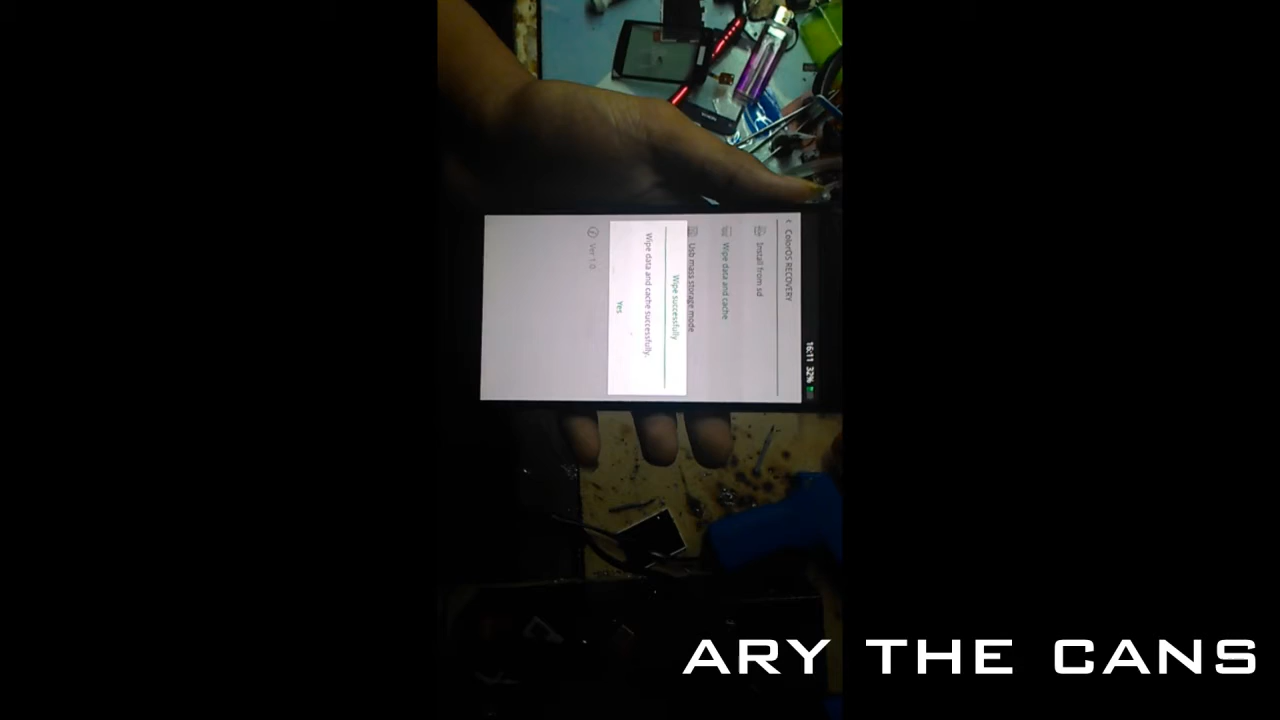 16:11 32%
ColorOS RECOVERY
Install from sd
Wipe data and cache
Usb mass storage mode
Wipe successfully
Wipe data and cache successfully.
Yes
Ver 1.0
ARY THE CANS